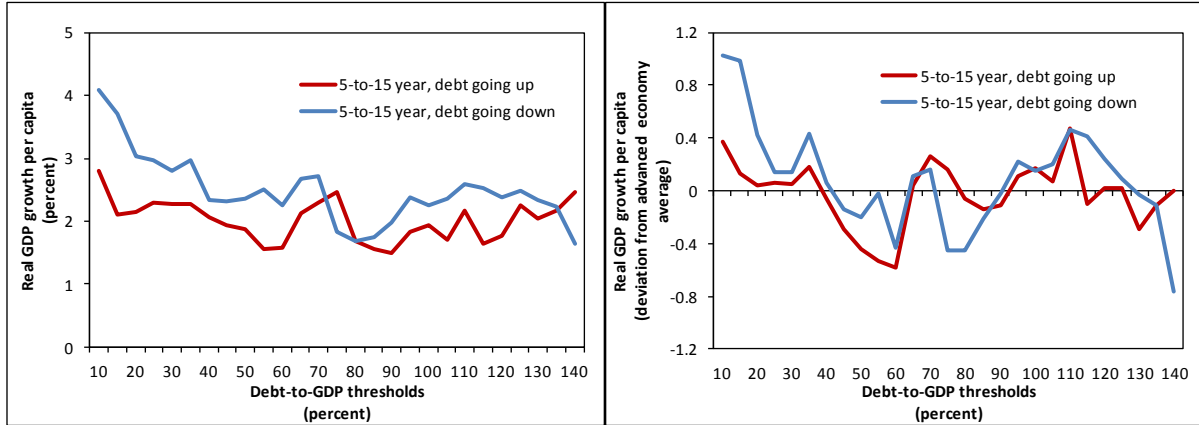 Real GDP growth per capita
(percent)
5
4
3
2
1
0
5-to-15 year, debt going up
5-to-15 year, debt going down
10 20 30 40 50 60 70 80 90 100 110 120 130 140
Debt-to-GDP thresholds
(percent)
Real GDP growth per capita
(deviation from advanced economy
average)
1.2
0.8
0.4
0
-0.4
-0.8
-1.2
5-to-15 year, debt going up
5-to-15 year, debt going down
10 20 30 40 50 60 70 80 90 100 110 120 130 140
Debt-to-GDP thresholds
(percent)